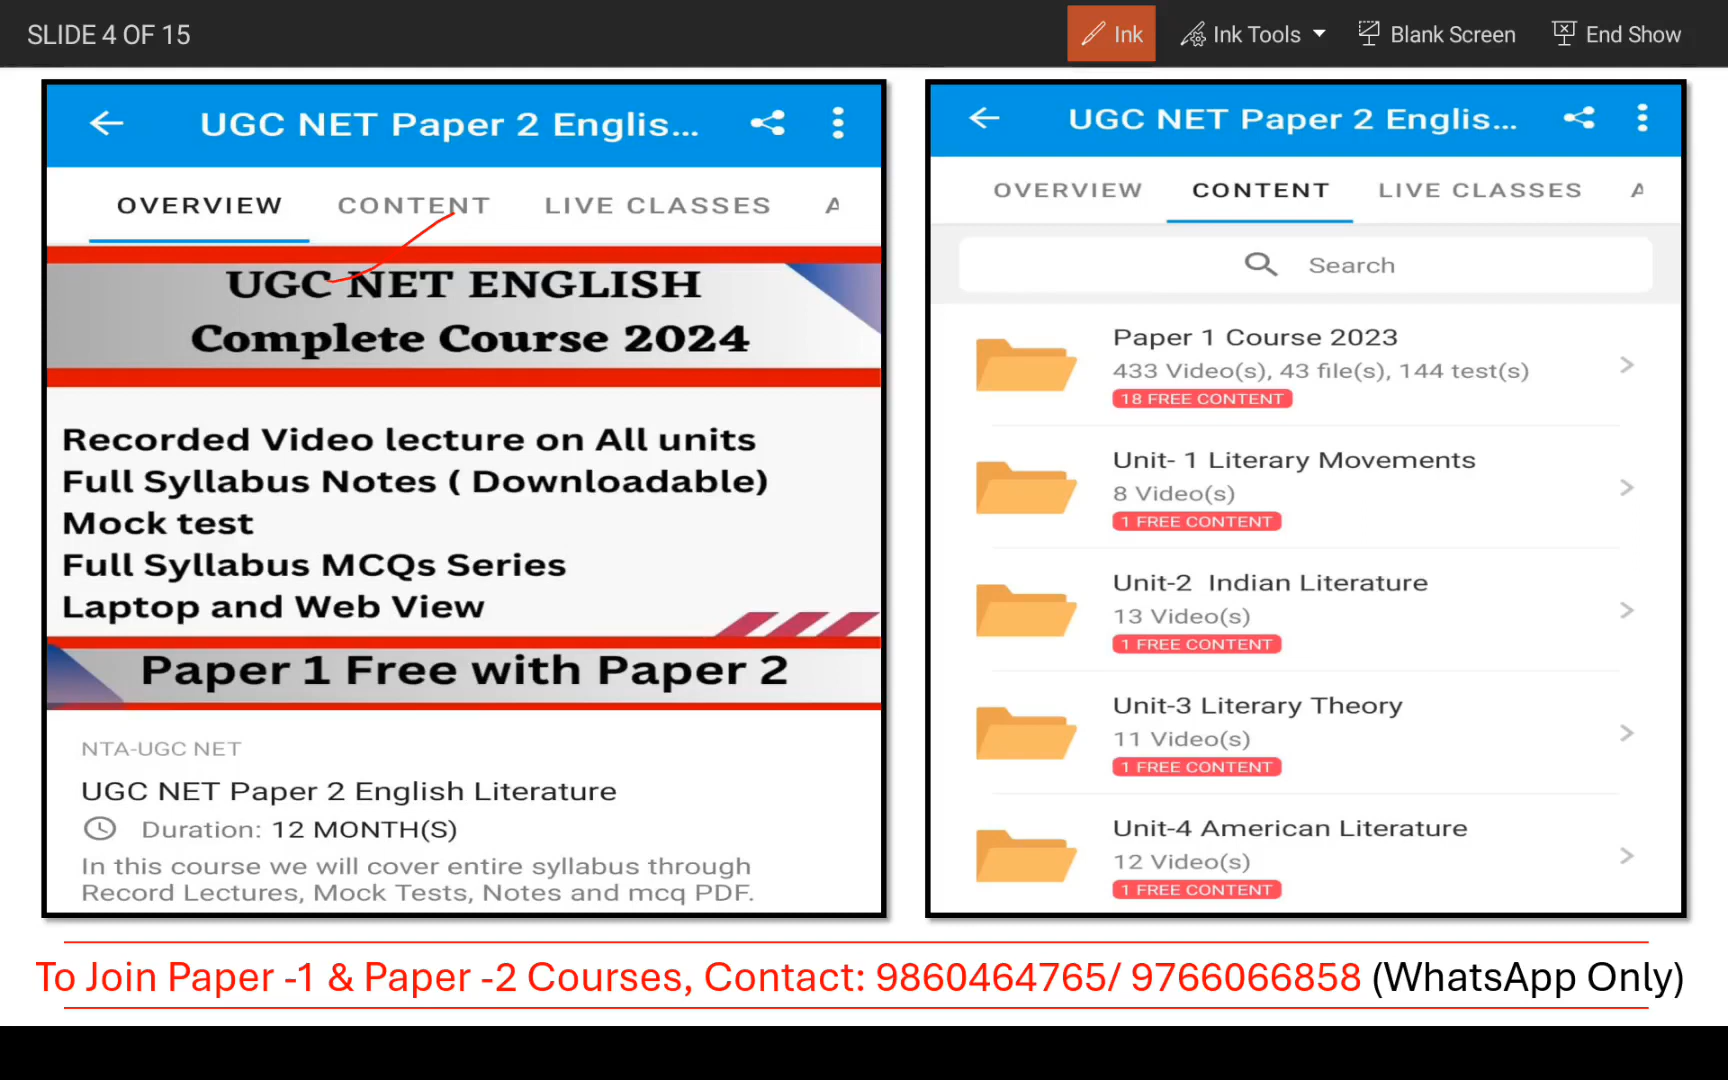 SLIDE 4 OF 15
Ink
Ink Tools
Blank Screen
End Show
UGC NET Paper 2 Englis...
OVERVIEW
CONTENT
LIVE CLASSES
A
UGC NET ENGLISH
Complete Course 2024
Recorded Video lecture on All units
Full Syllabus Notes ( Downloadable)
Mock test
Full Syllabus MCQs Series
Laptop and Web View
Paper 1 Free with Paper 2
NTA-UGC NET
UGC NET Paper 2 English Literature
Duration: 12 MONTH(S)
In this course we will cover entire syllabus through
Record Lectures, Mock Tests, Notes and mcq PDF.
UGC NET Paper 2 Englis...
OVERVIEW
CONTENT
LIVE CLASSES
A
Search
Paper 1 Course 2023
433 Video(s), 43 file(s), 144 test(s)
18 FREE CONTENT
Unit- 1 Literary Movements
8 Video(s)
1 FREE CONTENT
Unit-2 Indian Literature
13 Video(s)
1 FREE CONTENT
Unit-3 Literary Theory
11 Video(s)
1 FREE CONTENT
Unit-4 American Literature
12 Video(s)
1 FREE CONTENT
To Join Paper -1 & Paper -2 Courses, Contact: 9860464765/ 9766066858 (WhatsApp Only)